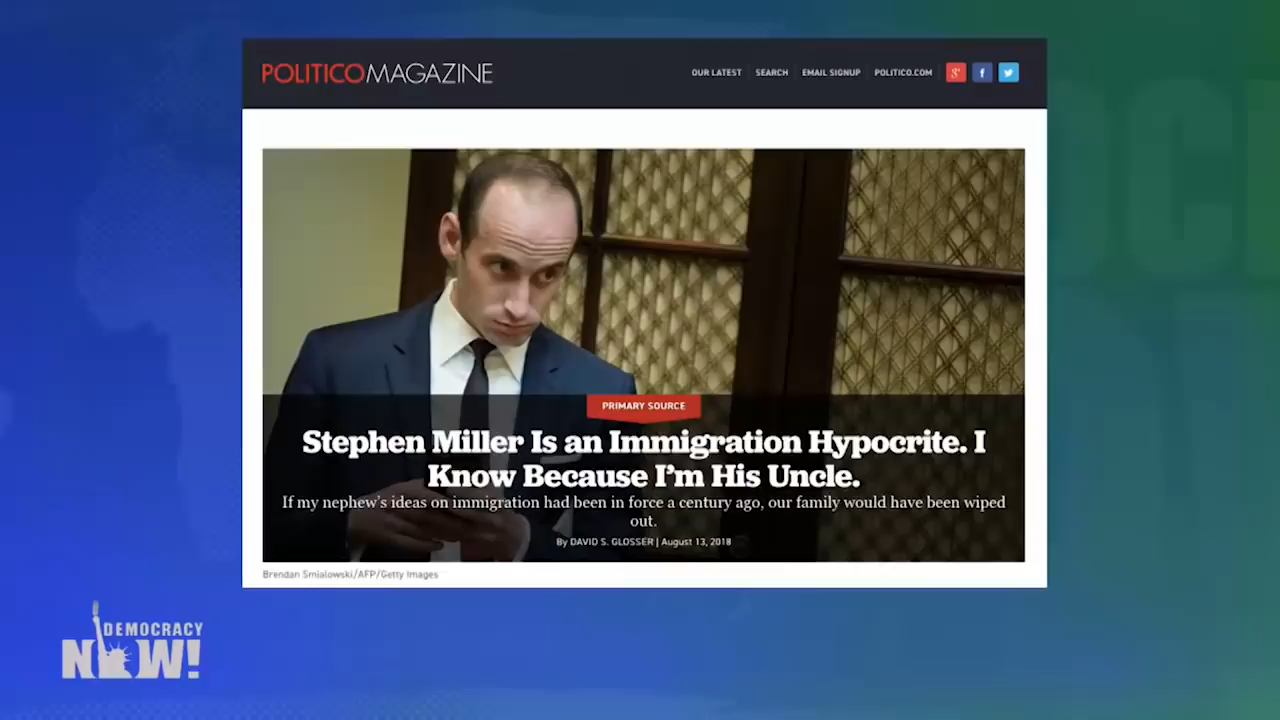 POLITICOMAGAZINE
OUR LATEST SEARCH EMAIL SIGNUP POLITICO.COM
PRIMARY SOURCE
Stephen Miller Is an Immigration Hypocrite. I
Know Because I'm His Uncle.
If my nephew's ideas on immigration had been in force a century ago, our family would have been wiped
out.
By DAVID S. GLOSSER | August 13, 2018
Brendan Smialowski/AFP/Getty Images
DEMOCRACY
NOW!